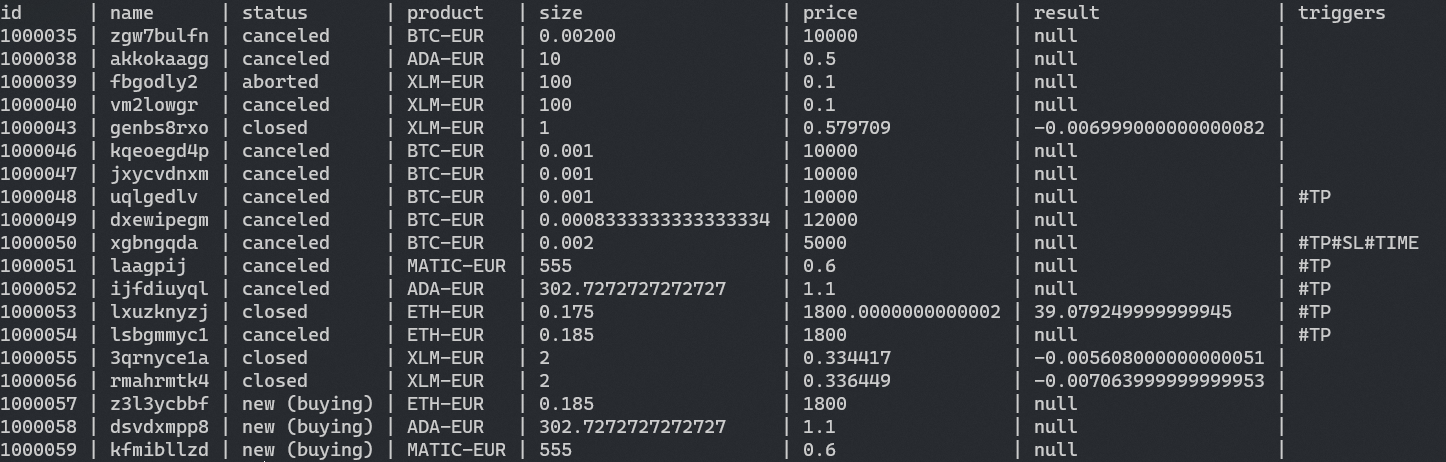 id | name | status | product | size | price | result | triggers
1000035 | zgw7bulfn | canceled | BTC-EUR | 0.00200 | 10000 | null |
1000038 | akkokaagg | canceled | ADA-EUR | 10 | 0.5 | null |
1000039 | fbgodly2 | aborted | XLM-EUR | 100 | 0.1 | null |
1000040 | vm2lowgr | canceled | XLM-EUR | 100 | 0.1 | null |
1000043 | genbs8rxo | closed | XLM-EUR | 1 | 0.579709 | -0.006999000000000082 |
1000046 | kqeoegd4p | canceled | BTC-EUR | 0.001 | 10000 | null |
1000047 | jxycvdnxm | canceled | BTC-EUR | 0.001 | 10000 | null |
1000048 | uqlgedlv | canceled | BTC-EUR | 0.001 | 10000 | null | #TP
1000049 | dxewipegm | canceled | BTC-EUR | 0.0008333333333333334 | 12000 | null |
1000050 | xgbngqda | canceled | BTC-EUR | 0.002 | 5000 | null | #TP#SL#TIME
1000051 | laagpij | canceled | MATIC-EUR | 555 | 0.6 | null | #TP
1000052 | ijfdiuyql | canceled | ADA-EUR | 302.7272727272727 | 1.1 | null | #TP
1000053 | lxuzknyzj | closed | ETH-EUR | 0.175 | 1800.0000000000002 | 39.079249999999945 | #TP
1000054 | lsbgmmyc1 | canceled | ETH-EUR | 0.185 | 1800 | null | #TP
1000055 | 3qrnyce1a | closed | XLM-EUR | 2 | 0.334417 | -0.005608000000000051 |
1000056 | rmahrmtk4 | closed | XLM-EUR | 2 | 0.336449 | -0.007063999999999953 |
1000057 | z3l3ycbbf | new (buying) | ETH-EUR | 0.185 | 1800 | null |
1000058 | dsvdxmpp8 | new (buying) | ADA-EUR | 302.7272727272727 | 1.1 | null |
1000059 | kfmibllzd | new (buying) | MATIC-EUR | 555 | 0.6 | null |